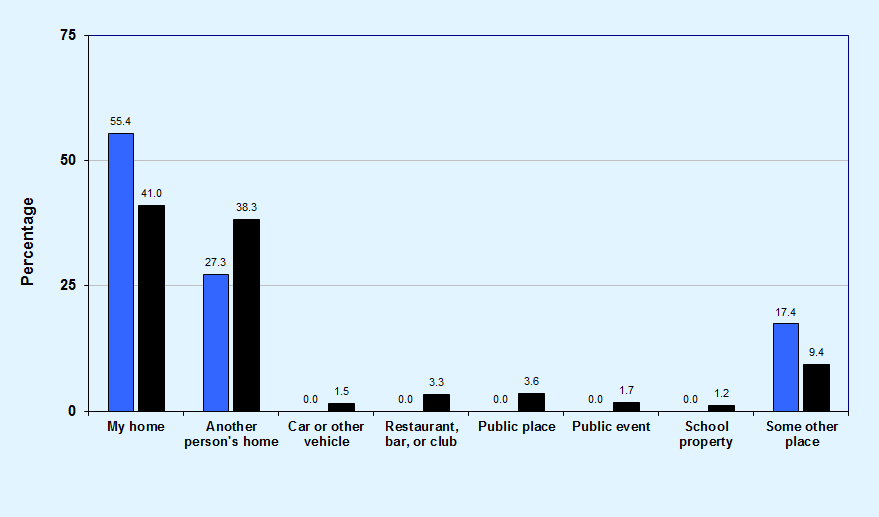 75
50
25
0
Percentage
55.4
41.0
27.3
38.3
0.0
1.5
0.0
3.3
0.0
3.6
0.0
1.7
0.0
1.2
17.4
9.4
My home
Another
person's home
Car or other
vehicle
Restaurant,
bar, or club
Public place
Public event
School
property
Some other
place